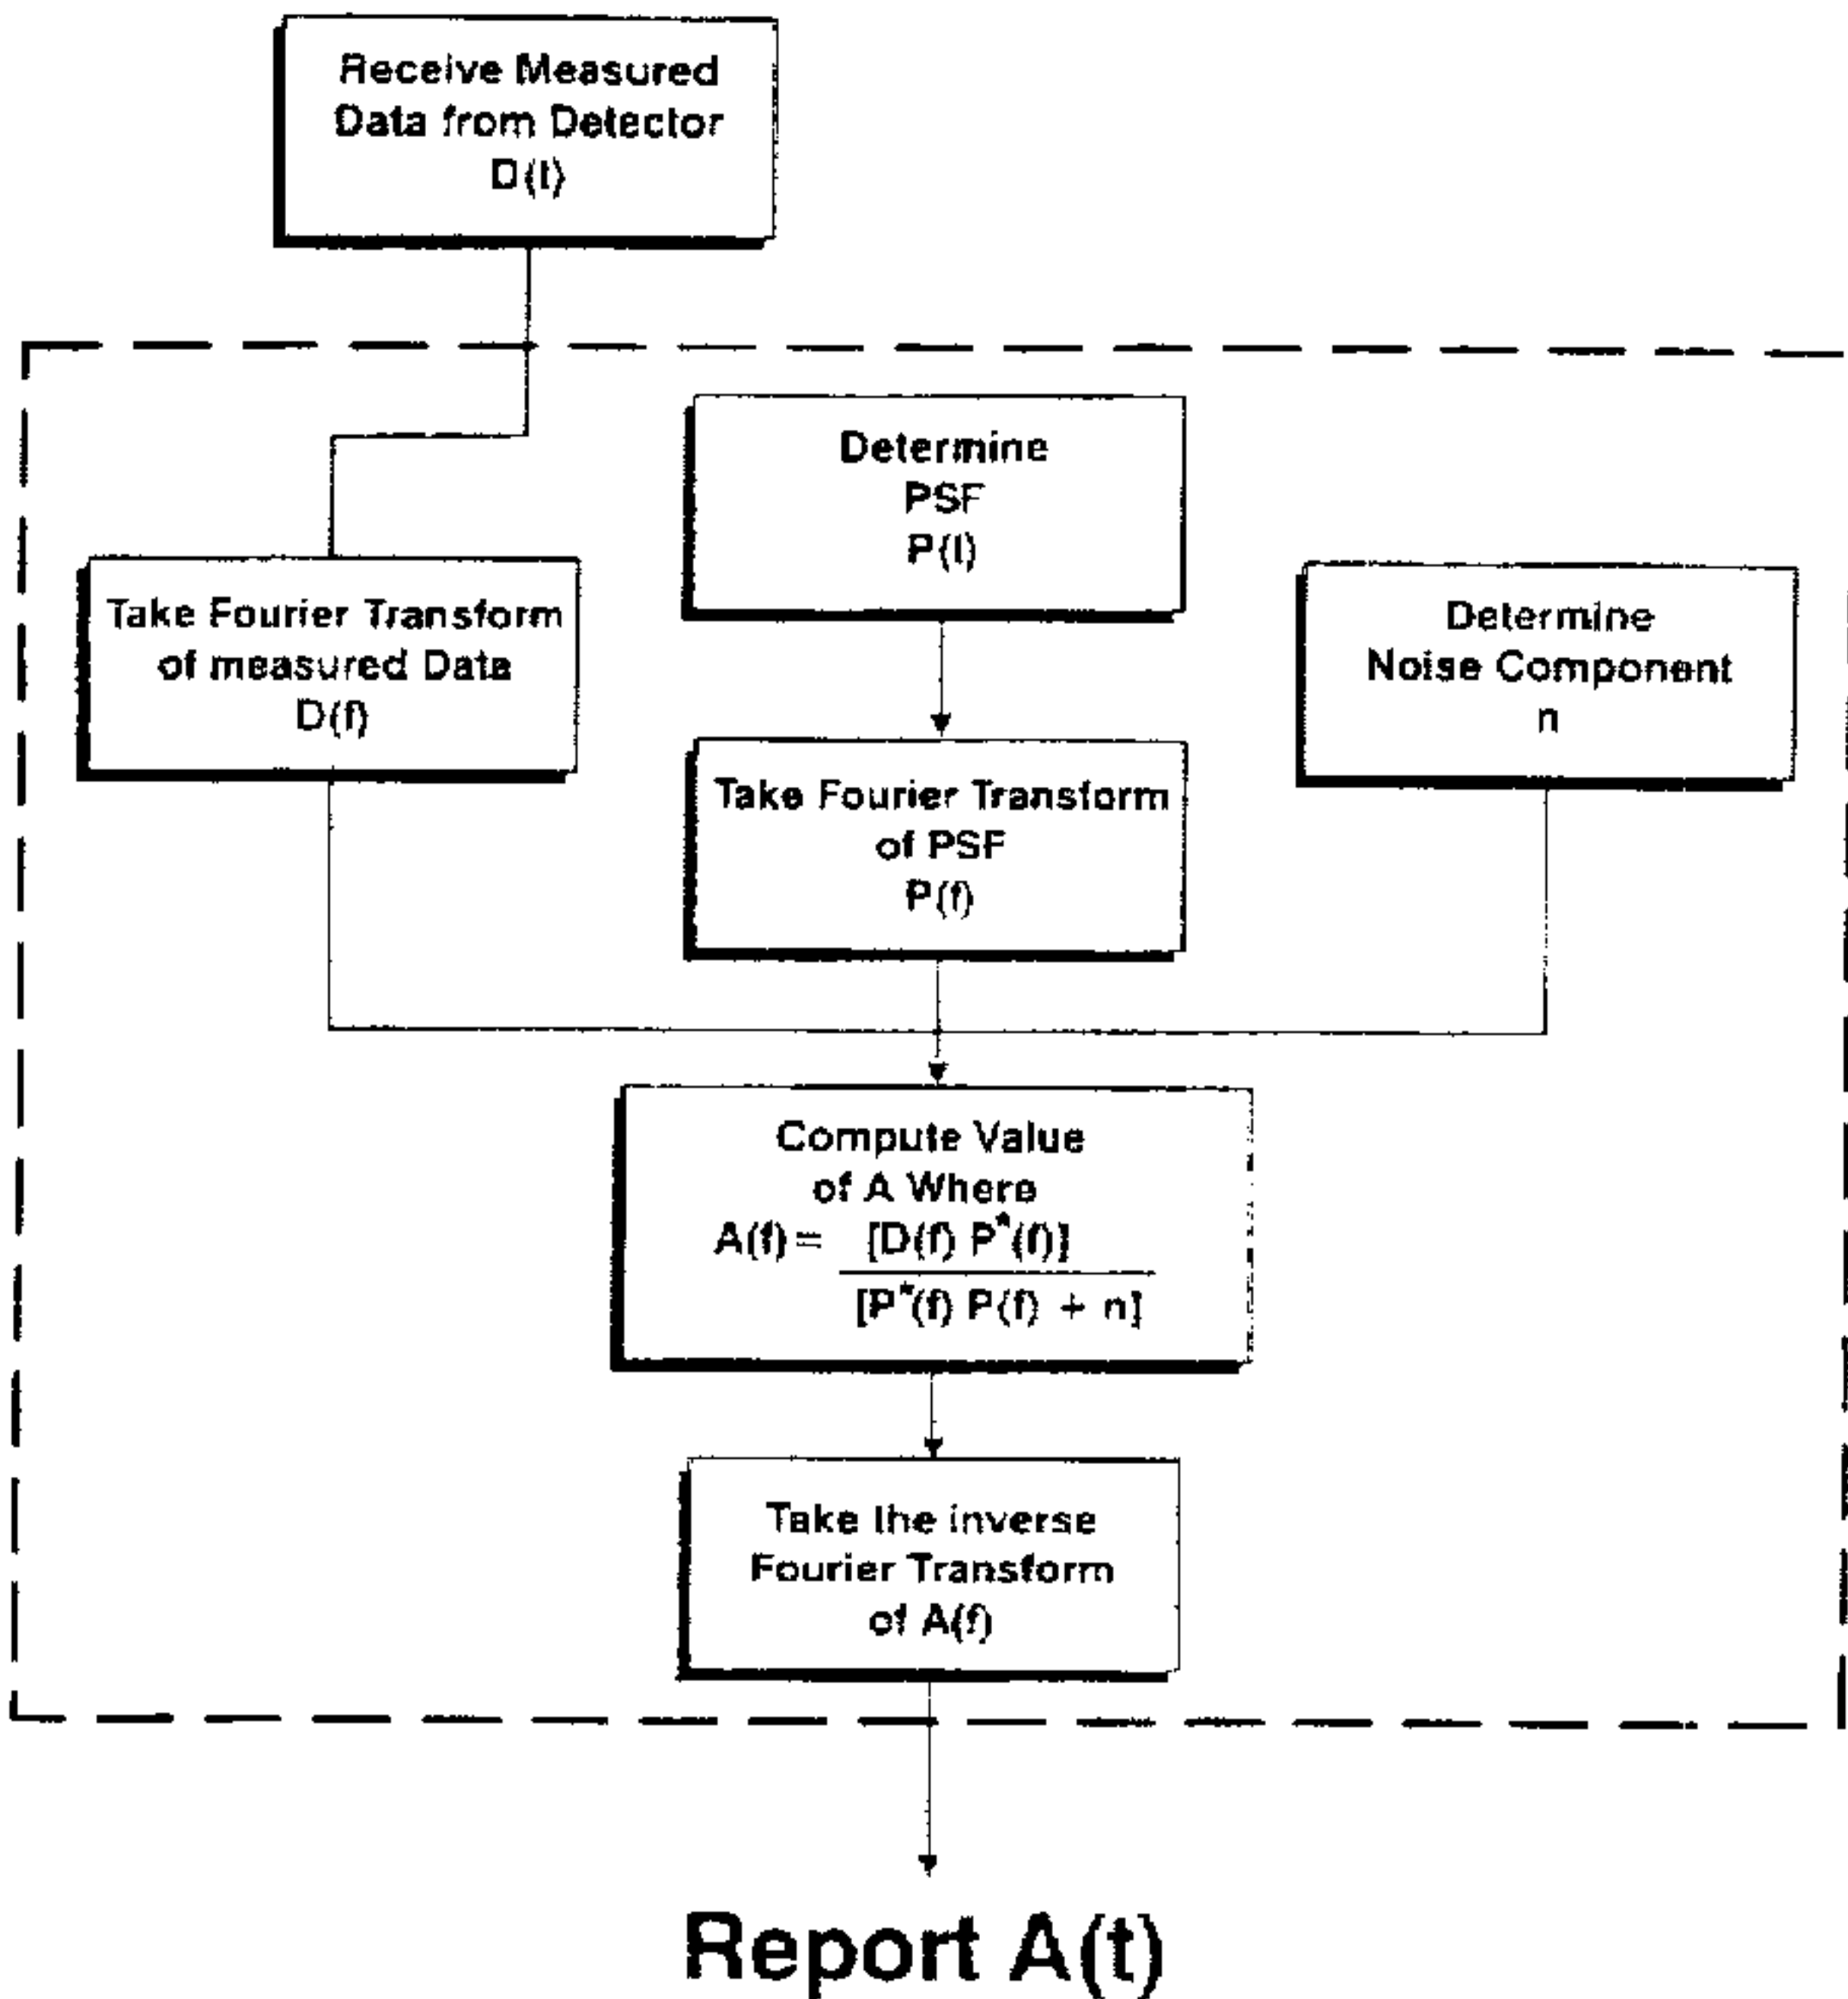 Receive Measured
Data from Detector
D(t)
Determine
PSF
P(t)
Take Fourier Transform
of measured Data
D(f)
Determine
Noise Component
n
Take Fourier Transform
of PSF
P(f)
Compute Value
of A Where
A(f) = [D(f) P*(f)]
[P*(f) P(f) + n]
Take the inverse
Fourier Transform
of A(f)
Report A(t)